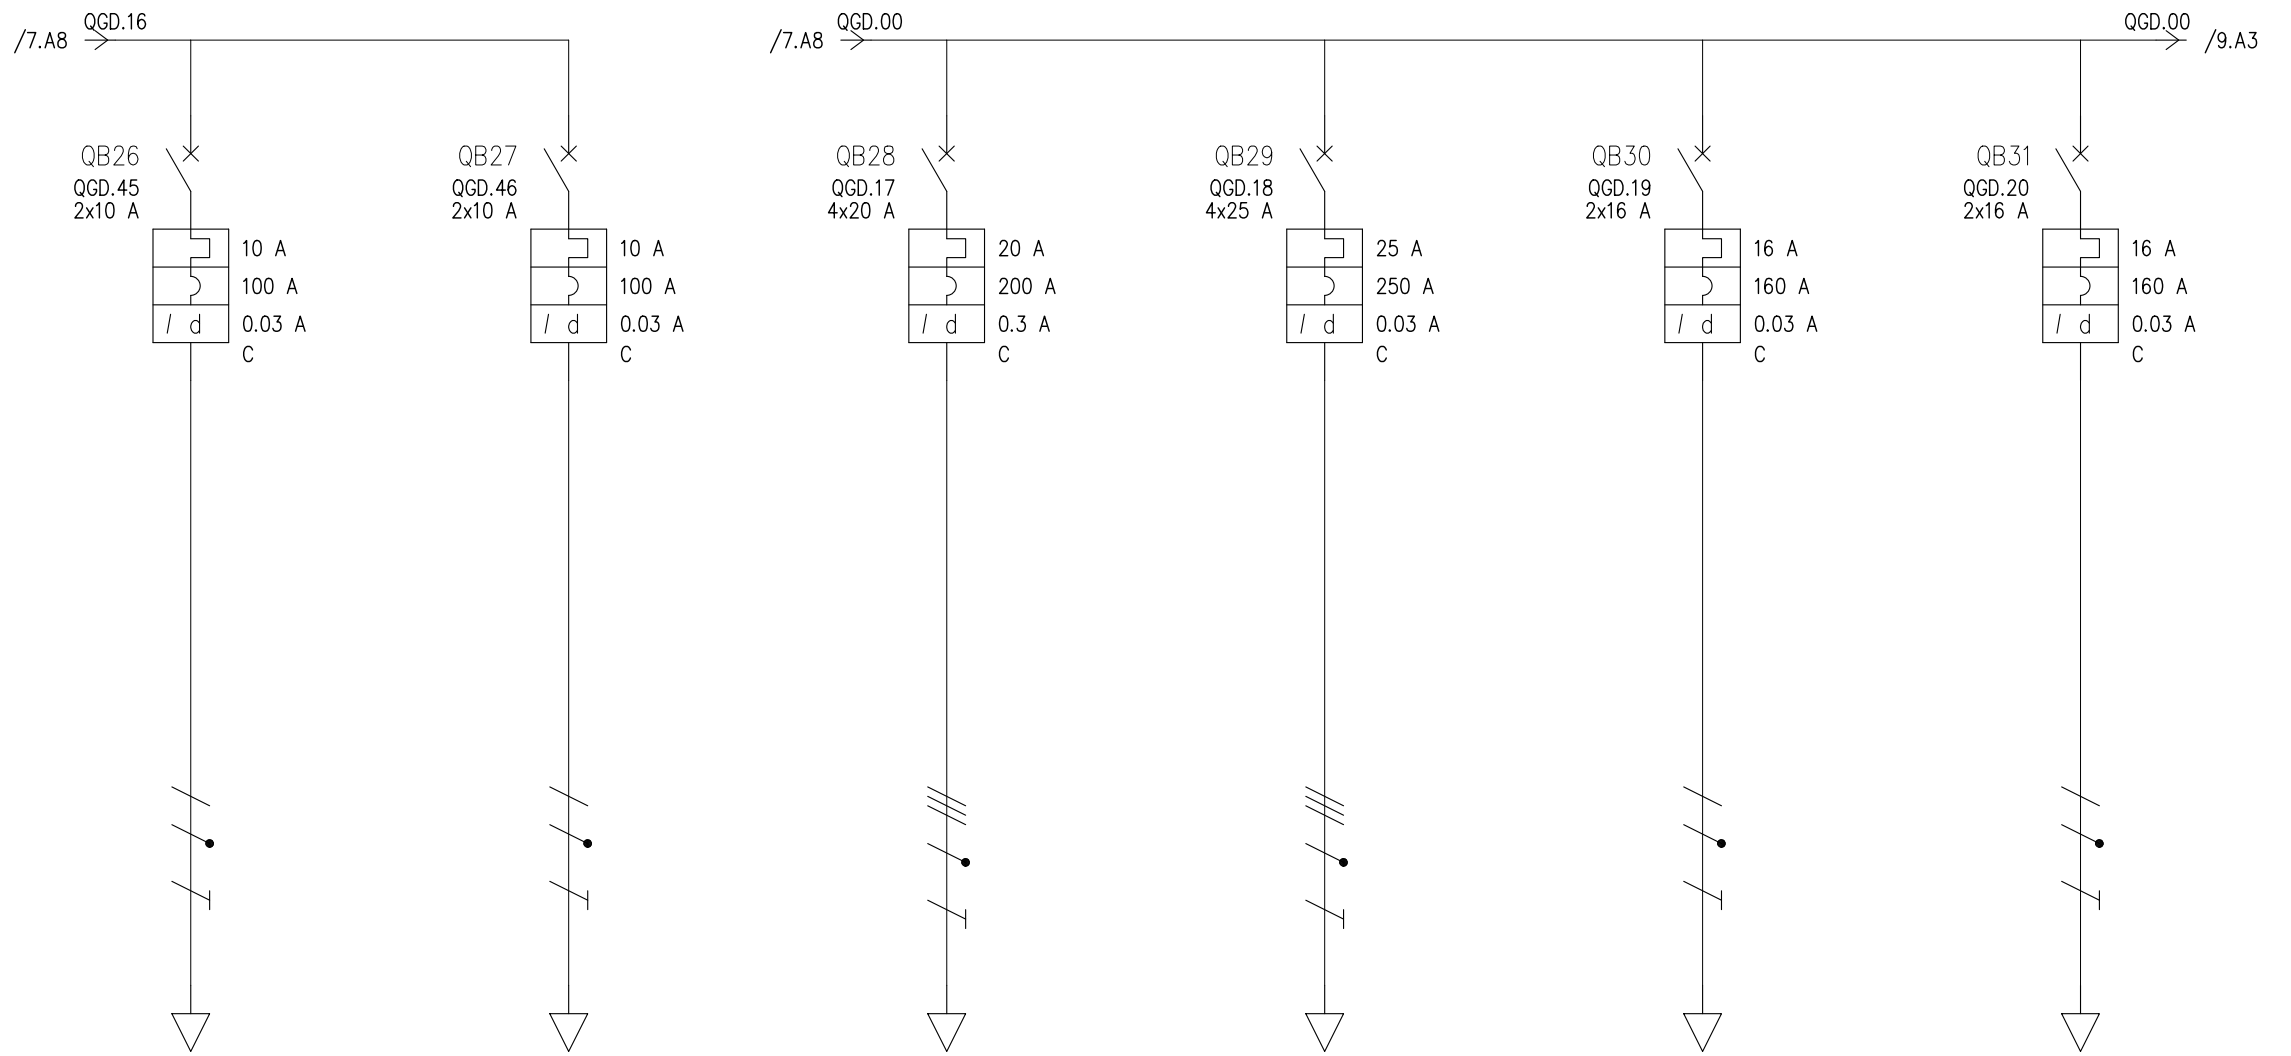 QGD.16
/7.A8
QGD.00
/7.A8
QGD.00
/9.A3
QB26
QGD.45
2x10 A
10 A
100 A
I d 0.03 A
C
QB27
QGD.46
2x10 A
10 A
100 A
I d 0.03 A
C
QB28
QGD.17
4x20 A
20 A
200 A
I d 0.3 A
C
QB29
QGD.18
4x25 A
25 A
250 A
I d 0.03 A
C
QB30
QGD.19
2x16 A
16 A
160 A
I d 0.03 A
C
QB31
QGD.20
2x16 A
16 A
160 A
I d 0.03 A
C